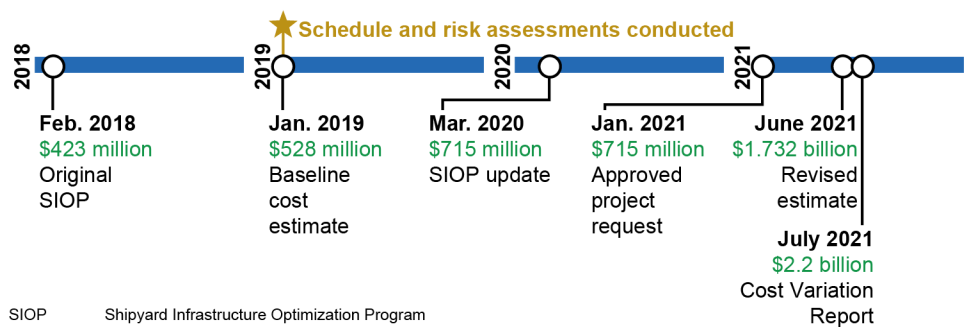 Schedule and risk assessments conducted
2018
2019
2020
2021
Feb. 2018
$423 million
Original
SIOP
Jan. 2019
$528 million
Baseline
cost
estimate
Mar. 2020
$715 million
SIOP update
Jan. 2021
$715 million
Approved
project
request
June 2021
$1.732 billion
Revised
estimate
July 2021
$2.2 billion
Cost Variation
Report
SIOP Shipyard Infrastructure Optimization Program